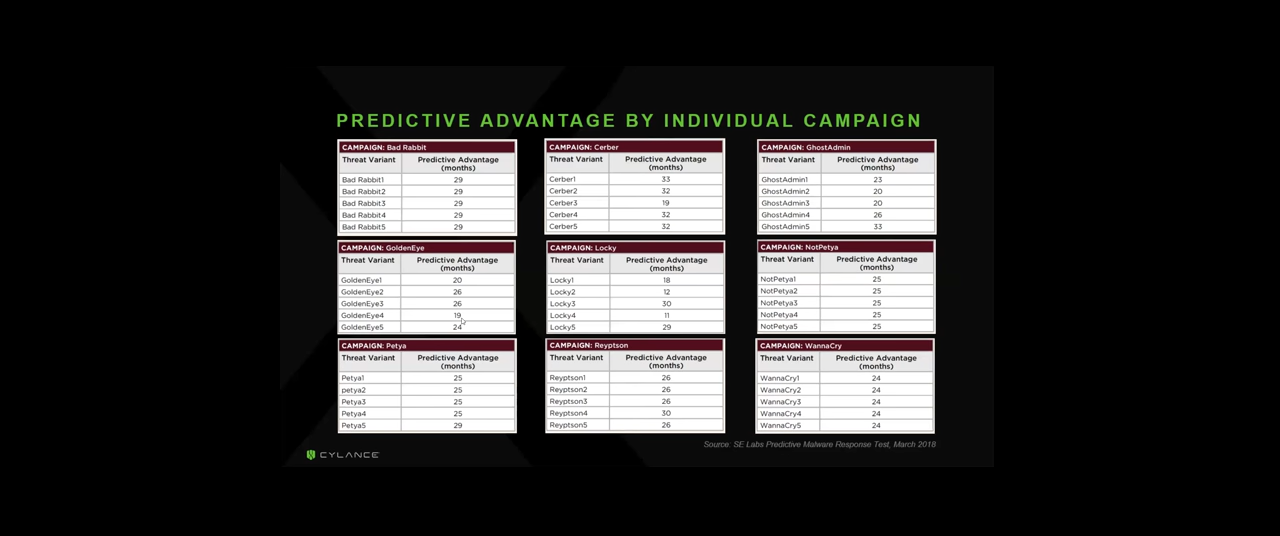 PREDICTIVE ADVANTAGE BY INDIVIDUAL CAMPAIGN
CAMPAIGN: Bad Rabbit
Threat Variant Predictive Advantage (months)
Bad Rabbit1 29
Bad Rabbit2 29
Bad Rabbit3 29
Bad Rabbit4 29
Bad Rabbit5 29
CAMPAIGN: Cerber
Threat Variant Predictive Advantage (months)
Cerber1 33
Cerber2 32
Cerber3 19
Cerber4 32
Cerber5 32
CAMPAIGN: GhostAdmin
Threat Variant Predictive Advantage (months)
GhostAdmin1 23
GhostAdmin2 20
GhostAdmin3 20
GhostAdmin4 26
GhostAdmin5 33
CAMPAIGN: GoldenEye
Threat Variant Predictive Advantage (months)
GoldenEye1 20
GoldenEye2 26
GoldenEye3 26
GoldenEye4 19
GoldenEye5 24
CAMPAIGN: Locky
Threat Variant Predictive Advantage (months)
Locky1 18
Locky2 12
Locky3 30
Locky4 11
Locky5 29
CAMPAIGN: NotPetya
Threat Variant Predictive Advantage (months)
NotPetya1 25
NotPetya2 25
NotPetya3 25
NotPetya4 25
NotPetya5 25
CAMPAIGN: Petya
Threat Variant Predictive Advantage (months)
Petya1 25
petya2 25
Petya3 25
Petya4 25
Petya5 29
CAMPAIGN: Reyptson
Threat Variant Predictive Advantage (months)
Reyptson1 26
Reyptson2 26
Reyptson3 26
Reyptson4 30
Reyptson5 26
CAMPAIGN: WannaCry
Threat Variant Predictive Advantage (months)
WannaCry1 24
WannaCry2 24
WannaCry3 24
WannaCry4 24
WannaCry5 24
Source: SE Labs Predictive Malware Response Test, March 2018
CYLANCE